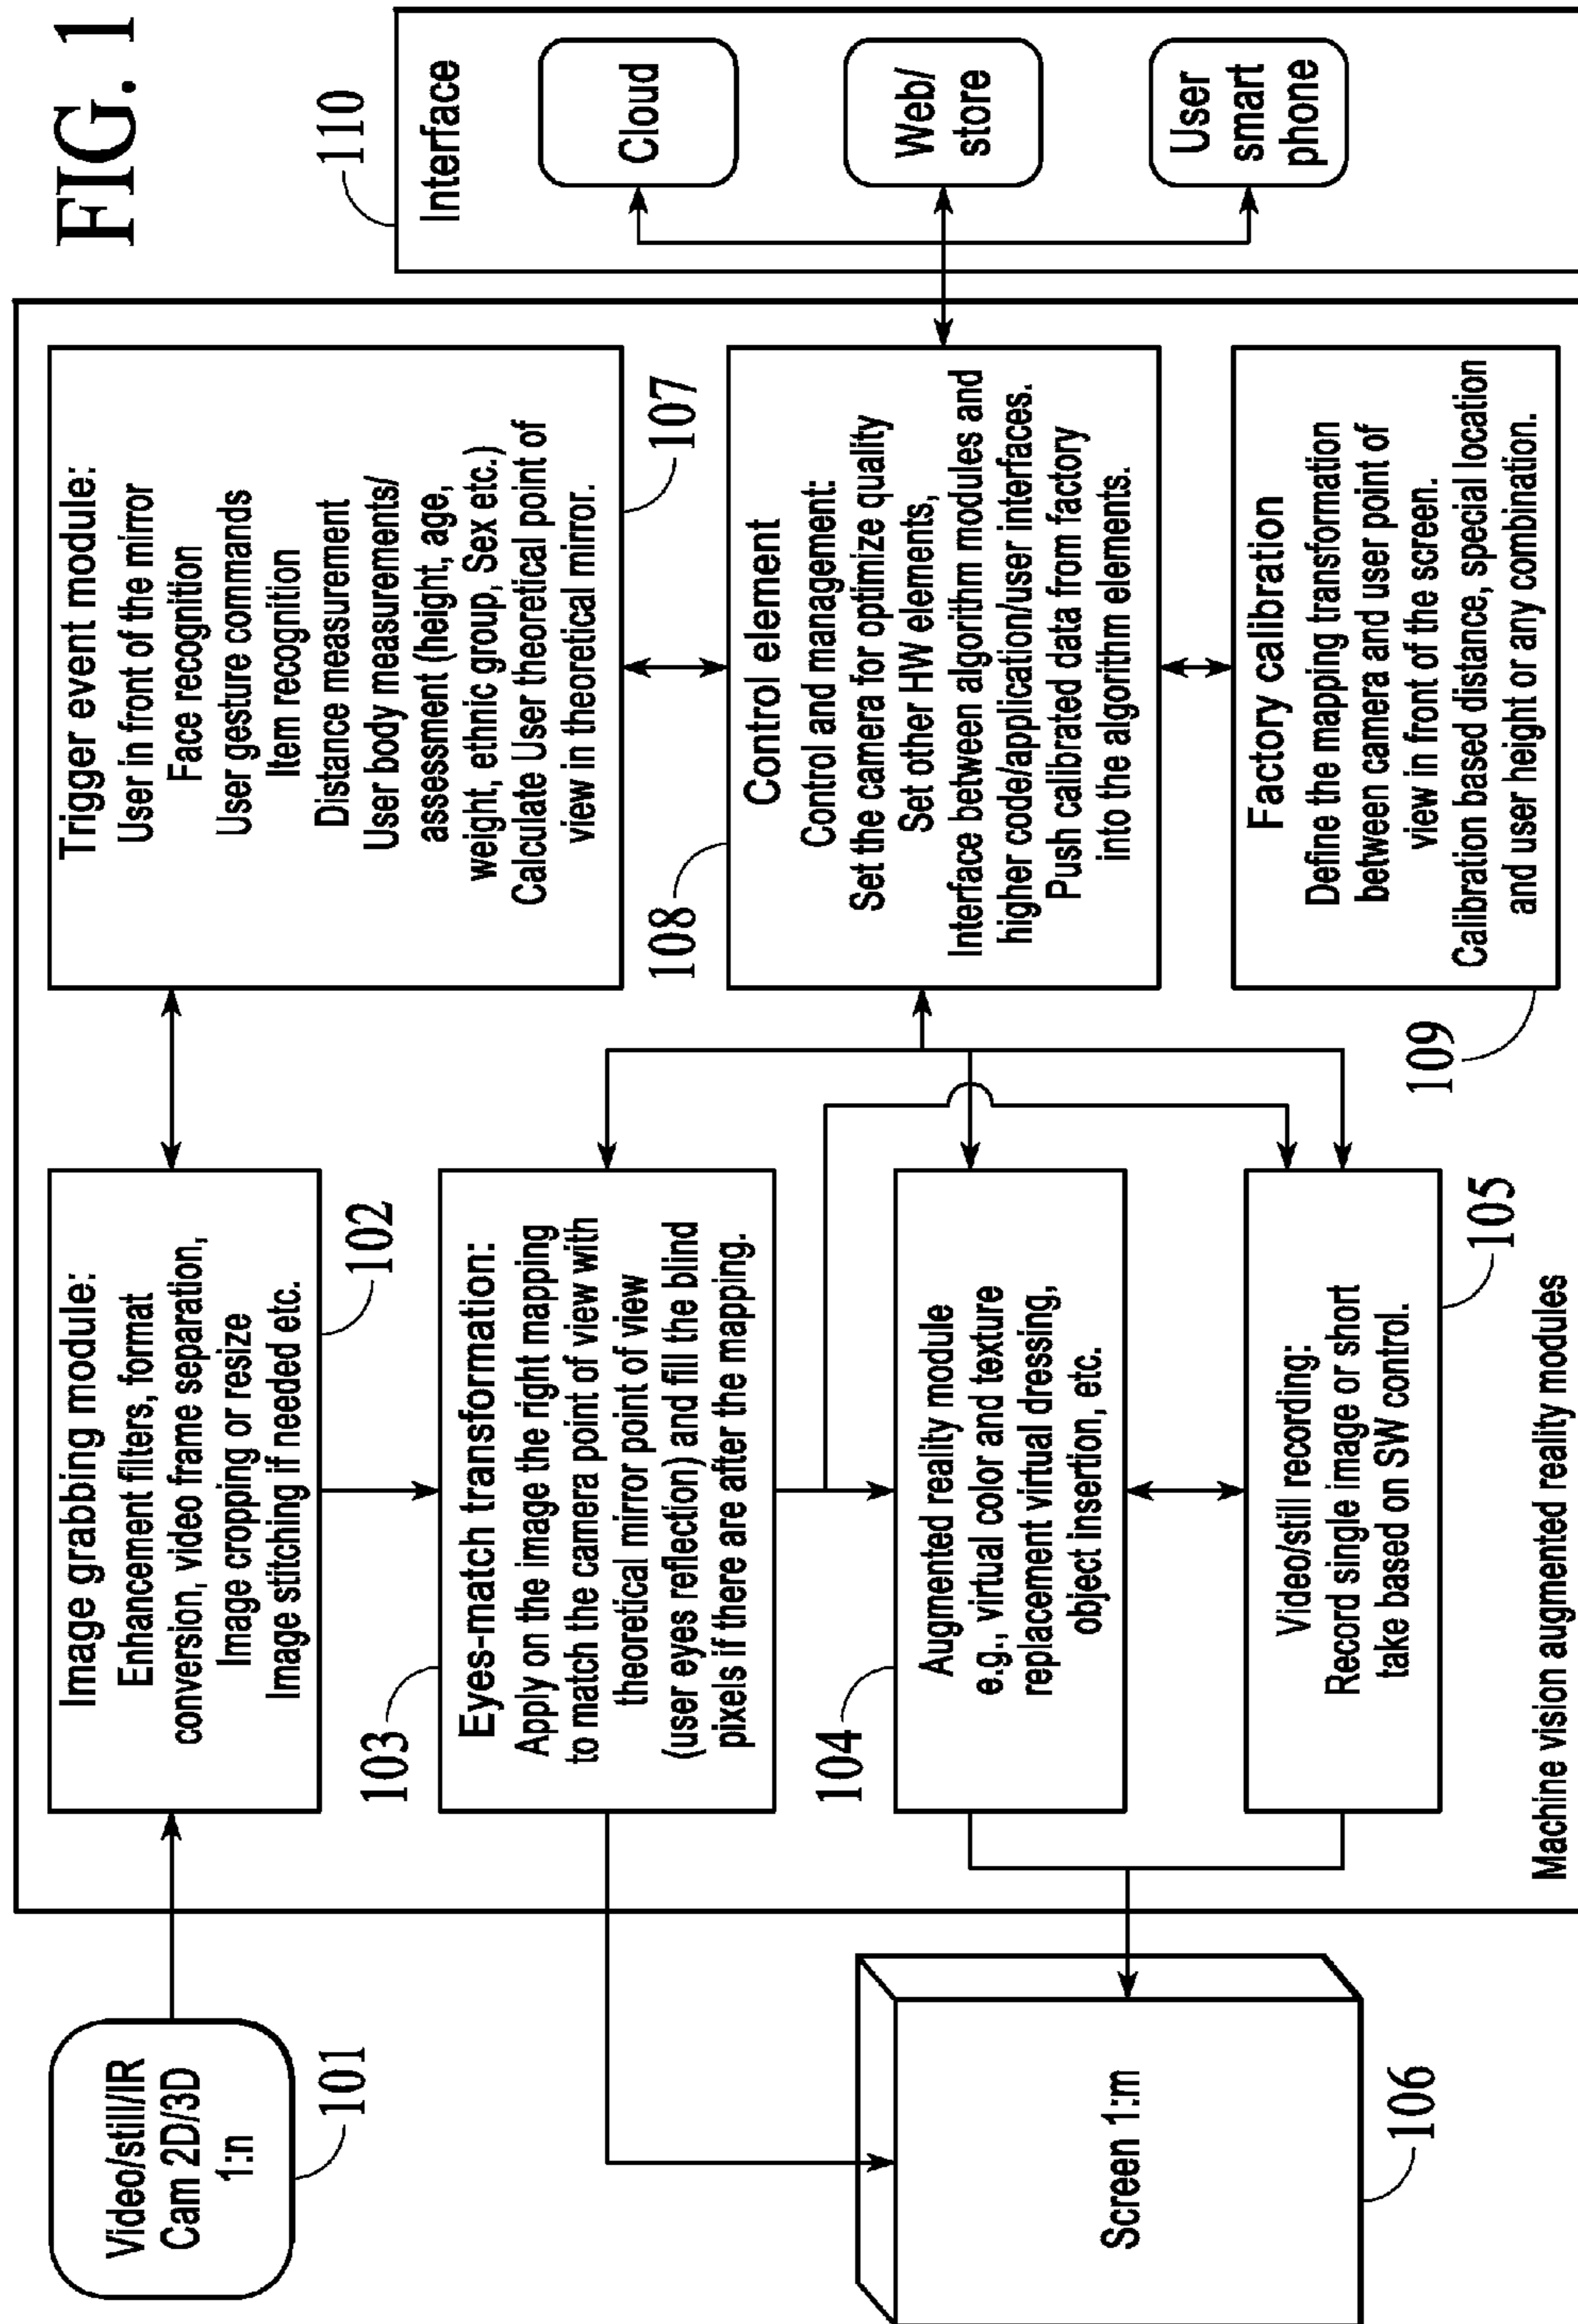 FIG. 1
Video/still/IR
Cam 2D/3D
1:n
101
Image grabbing module:
Enhancement filters, format
conversion, video frame separation,
Image cropping or resize
Image stitching if needed etc.
102
Trigger event module:
User in front of the mirror
Face recognition
User gesture commands
Item recognition
Distance measurement
User body measurements/
assessment (height, age,
weight, ethnic group, Sex etc.)
Calculate User theoretical point of
view in theoretical mirror.
107
103
Eyes-match transformation:
Apply on the image the right mapping
to match the camera point of view with
theoretical mirror point of view
(user eyes reflection) and fill the blind
pixels if there are after the mapping.
108
Control element
Control and management:
Set the camera for optimize quality
Set other HW elements,
Interface between algorithm modules and
higher code/application/user interfaces.
Push calibrated data from factory
into the algorithm elements.
110
Interface
Cloud
Web/
store
User
smart
phone
104
Augmented reality module
e.g., virtual color and texture
replacement virtual dressing,
object insertion, etc.
Screen 1:m
106
Video/still recording:
Record single image or short
take based on SW control.
105
109
Factory calibration
Define the mapping transformation
between camera and user point of
view in front of the screen.
Calibration based distance, special location
and user height or any combination.
Machine vision augmented reality modules